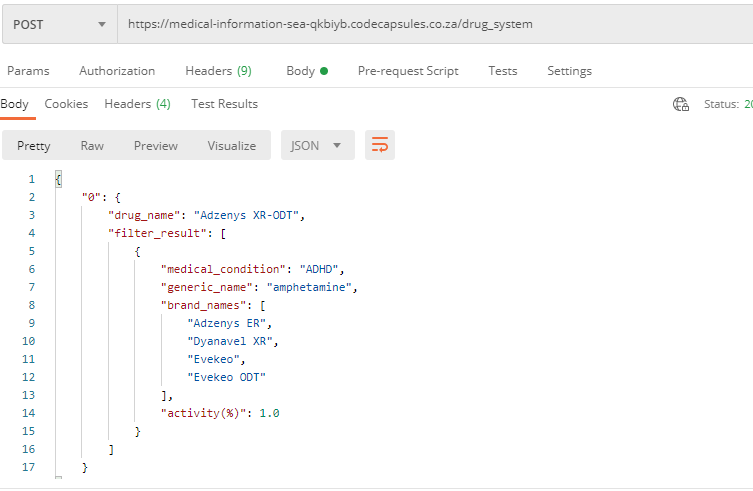 POST https://medical-information-sea-qkbiyb.codecapsules.co.za/drug_system
Params Authorization Headers (9) Body Pre-request Script Tests Settings
Body Cookies Headers (4) Test Results Status: 20
Pretty Raw Preview Visualize JSON
1 {
2 "0": {
3 "drug_name": "Adzenys XR-ODT",
4 "filter_result": [
5 {
6 "medical_condition": "ADHD",
7 "generic_name": "amphetamine",
8 "brand_names": [
9 "Adzenys ER",
10 "Dyanavel XR",
11 "Evekeo",
12 "Evekeo ODT"
13 ],
14 "activity(%)": 1.0
15 }
16 ]
17 }